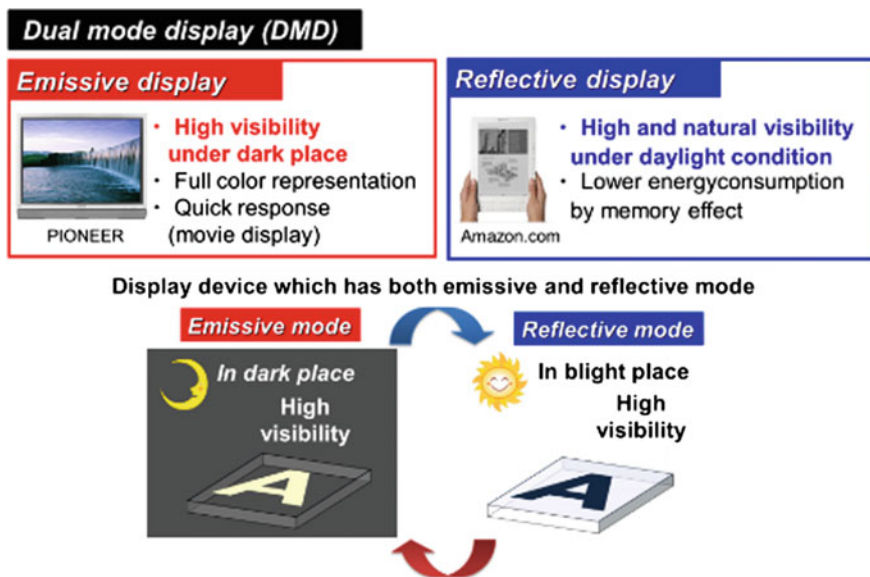 Dual mode display (DMD)
Emissive display
• High visibility
under dark place
• Full color representation
• Quick response
(movie display)
PIONEER
Reflective display
• High and natural visibility
under daylight condition
• Lower energyconsumption
by memory effect
Amazon.com
Display device which has both emissive and reflective mode
Emissive mode
In dark place
High
visibility
A
Reflective mode
In blight place
High
visibility
A